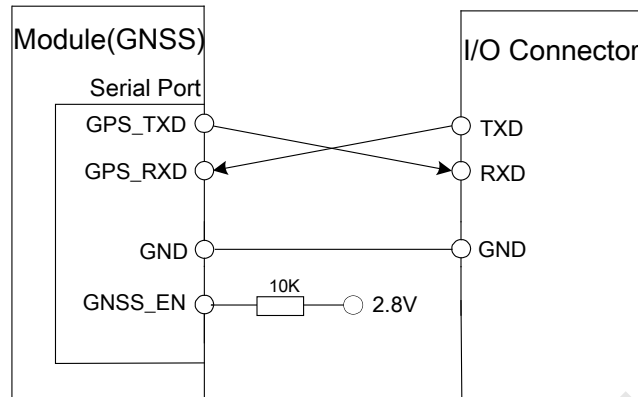 Module(GNSS)
I/O Connector
Serial Port
GPS_TXD
TXD
GPS_RXD
RXD
GND
GND
10K
GNSS_EN
2.8V